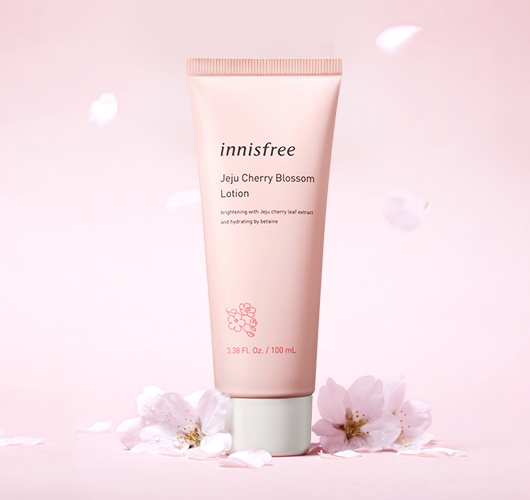 innisfree
Jeju Cherry Blossom
Lotion
brightening with Jeju cherry leaf extract
and hydrating by betaine
3.38 Fl. Oz. / 100 mL